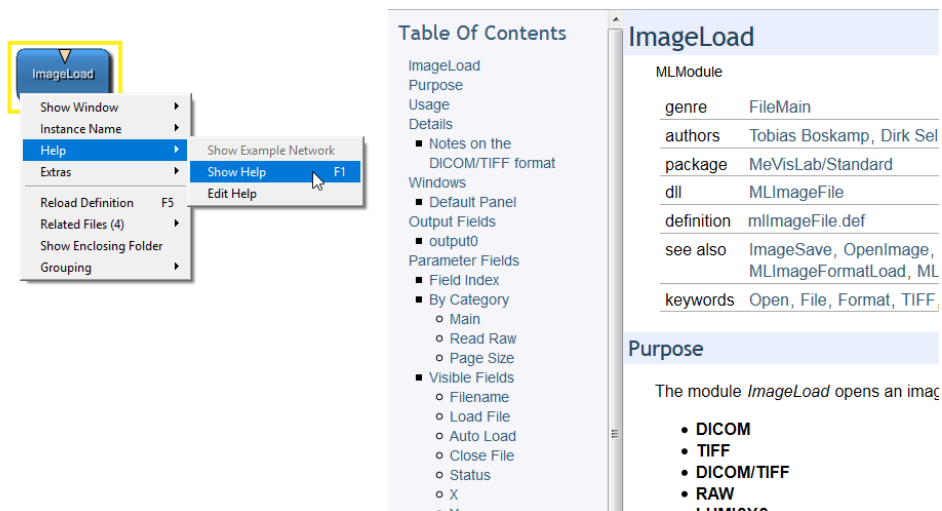 ImageLoad
Show Window
Instance Name
Help
Extras
Reload Definition F5
Related Files (4)
Show Enclosing Folder
Grouping
Show Example Network
Show Help F1
Edit Help
Table Of Contents
ImageLoad
Purpose
Usage
Details
Notes on the
DICOM/TIFF format
Windows
Default Panel
Output Fields
output0
Parameter Fields
Field Index
By Category
Main
Read Raw
Page Size
Visible Fields
Filename
Load File
Auto Load
Close File
Status
X
ImageLoad
MLModule
genre FileMain
authors Tobias Boskamp, Dirk Sel
package MeVisLab/Standard
dll MLImageFile
definition mlImageFile.def
see also ImageSave, OpenImage,
MLImageFormatLoad, ML
keywords Open, File, Format, TIFF,
Purpose
The module ImageLoad opens an imag
DICOM
TIFF
DICOM/TIFF
RAW